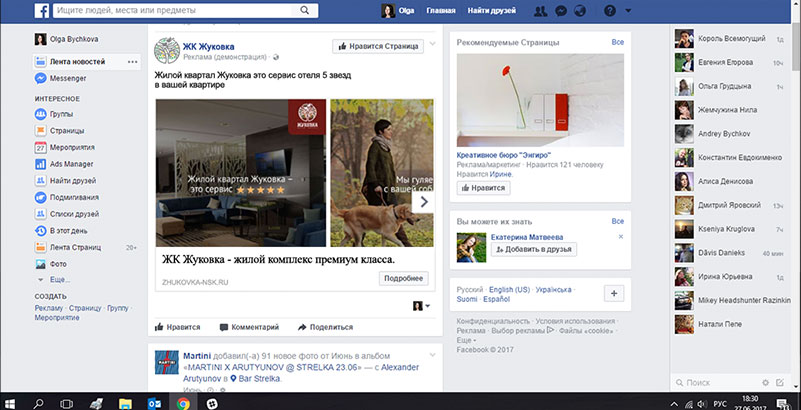 Ищите людей, места или предметы
Olga
Главная
Найти друзей
Olga Bychkova
Лента новостей
Messenger
ИНТЕРЕСНОЕ
Группы
Страницы
Мероприятия
27
Ads Manager
Найти друзей
Подмигивания
Списки друзей
В этот день
Лента Страниц 20+
Фото
Еще...
СОЗДАТЬ
Рекламу · Страницу · Группу ·
Мероприятие
ЖК Жуковка
Реклама (демонстрация) ·
Нравится Страница
Жилой квартал Жуковка это сервис отеля 5 звезд
в вашей квартире
ЖУКОВКА
Жилой квартал Жуковка –
это сервис ★★★★★
Мы гуляе
с вашей соб
ЖК Жуковка - жилой комплекс премиум класса.
ZHUKOVKA-NSK.RU
Подробнее
Нравится
Комментарий
Поделиться
MARTINI
Martini добавил(-а) 91 новое фото от Июнь в альбом
«MARTINI X ARUTYUNOV @ STRELKA 23.06» — с Alexander
Arutyunov в Bar Strelka.
Июнь ·
Рекомендуемые Страницы
Все
Креативное бюро "Энгиро"
Реклама/маркетинг · Нравится 121 человеку
Нравится Ирине.
Нравится
Вы можете их знать
Все
Екатерина Матвеева
Добавить в друзья
Русский · English (US) · Українська ·
Suomi · Español
Конфиденциальность · Условия использования ·
Реклама · Выбор рекламы · Файлы «cookie» ·
Еще
Facebook © 2017
Король Всемогущий 1д
Евгения Егорова 1д
Ольга Грудцына 1д
Жемчужина Нила
Andrey Bychkov
Константин Евдокименко
Алиса Денисова
Дмитрий Яровский 1ч
Kseniya Kruglova 7ч
Dāvis Danieks 40 мин
Ирина Юрьевна 1д
Mikey Headhunter Razinkin
Натали Пепе
Поиск
РУС
18:30
27.06.2017